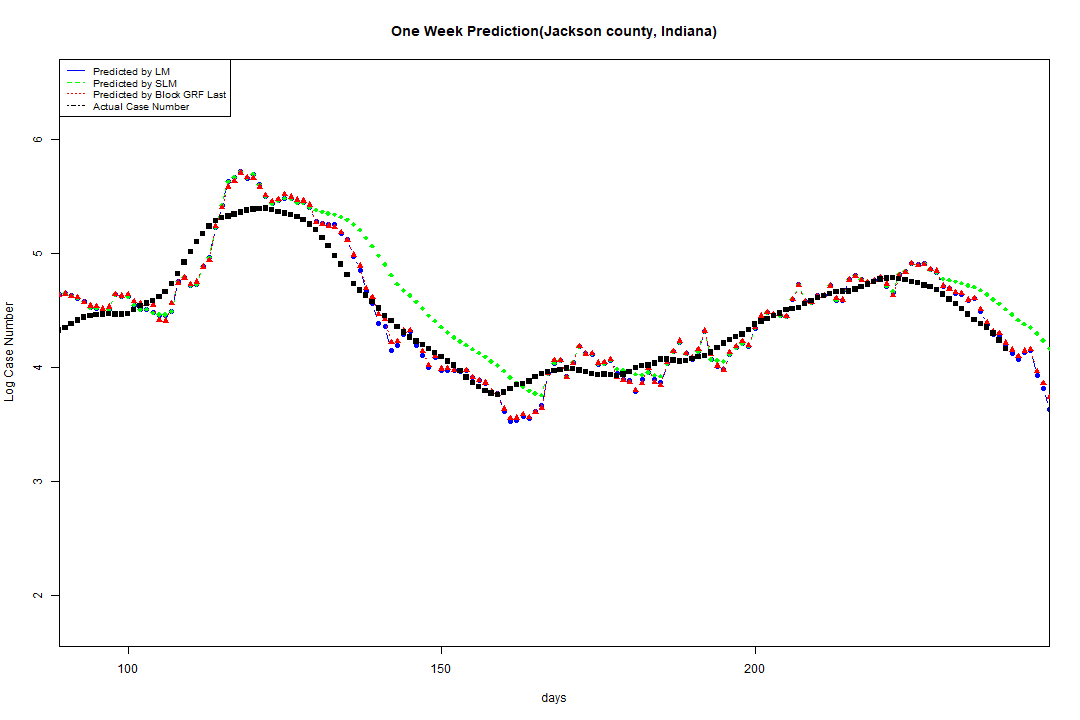 One Week Prediction(Jackson county, Indiana)
Predicted by LM
Predicted by SLM
Predicted by Block GRF Last
Actual Case Number
6
5
4
3
2
Log Case Number
100
150
200
days